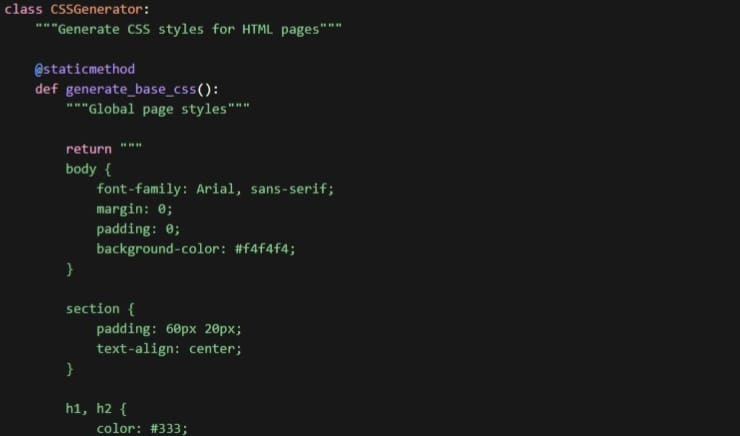 class CSSGenerator:
    """Generate CSS styles for HTML pages"""

    @staticmethod
    def generate_base_css():
        """Global page styles"""

        return """
        body {
            font-family: Arial, sans-serif;
            margin: 0;
            padding: 0;
            background-color: #f4f4f4;
        }

        section {
            padding: 60px 20px;
            text-align: center;
        }

        h1, h2 {
            color: #333;